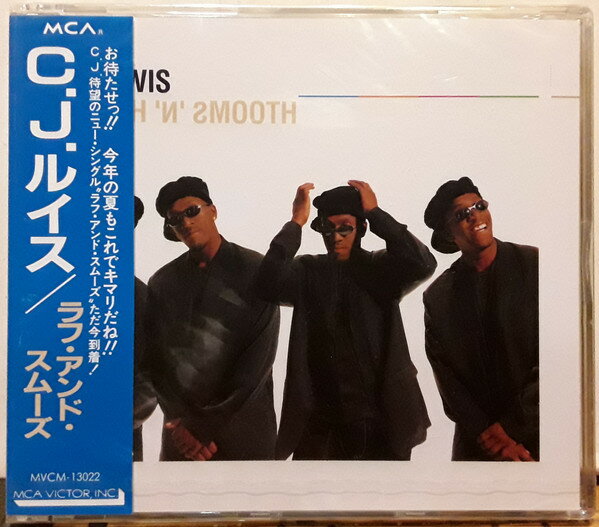 MCA
お待たせっ!! 今年の夏もこれでキマリだね!!
C.J.待望のニュー・シングル“ラフ・アンド・スムーズ”ただ今到着!
C.J.ルイス/
ラフ・アンド・
スムーズ
MVCM-13022
MCA VICTOR, INC.
WIS
H 'N' SMOOTH